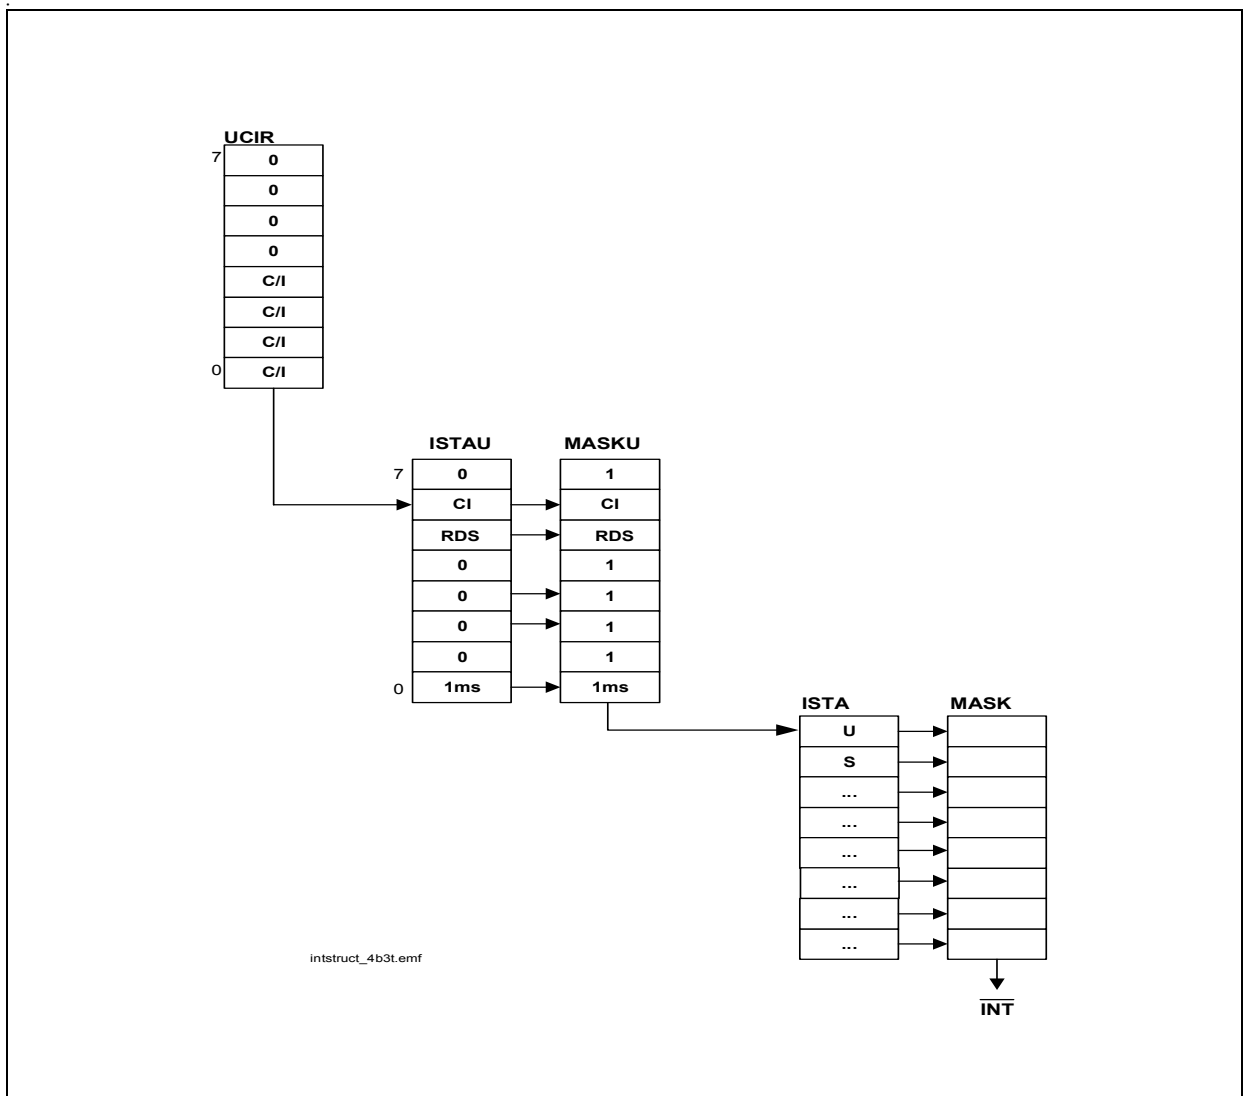 .
UCIR
7 0
0
0
0
C/I
C/I
C/I
0 C/I
ISTAU MASKU
7 0 1
CI CI
RDS RDS
0 1
0 1
0 1
0 1
0 1ms 1ms
ISTA MASK
U
S
...
...
...
...
...
...
intstruct_4b3t.emf
INT